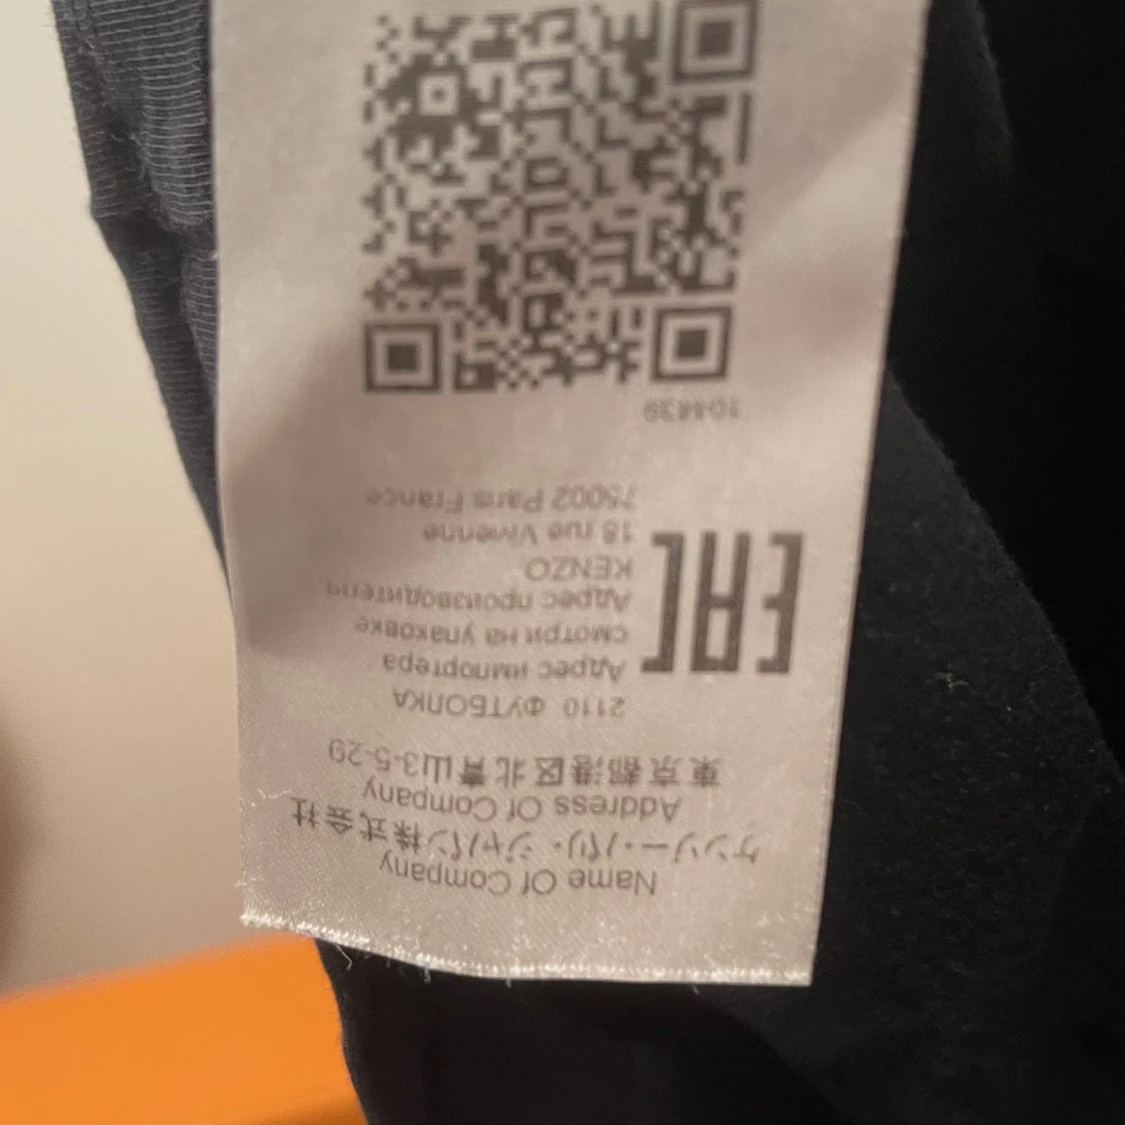 Name Of Company
ケンゾー・パリ・ジャパン株式会社
Address Of Company
東京都港区北青山3-5-29
2110 ФУТБОЛКА
Адрес импортера
смотри на упаковке
Адрес производителя
KENZO
18 rue Vivienne
75002 Paris France
EAC
104439